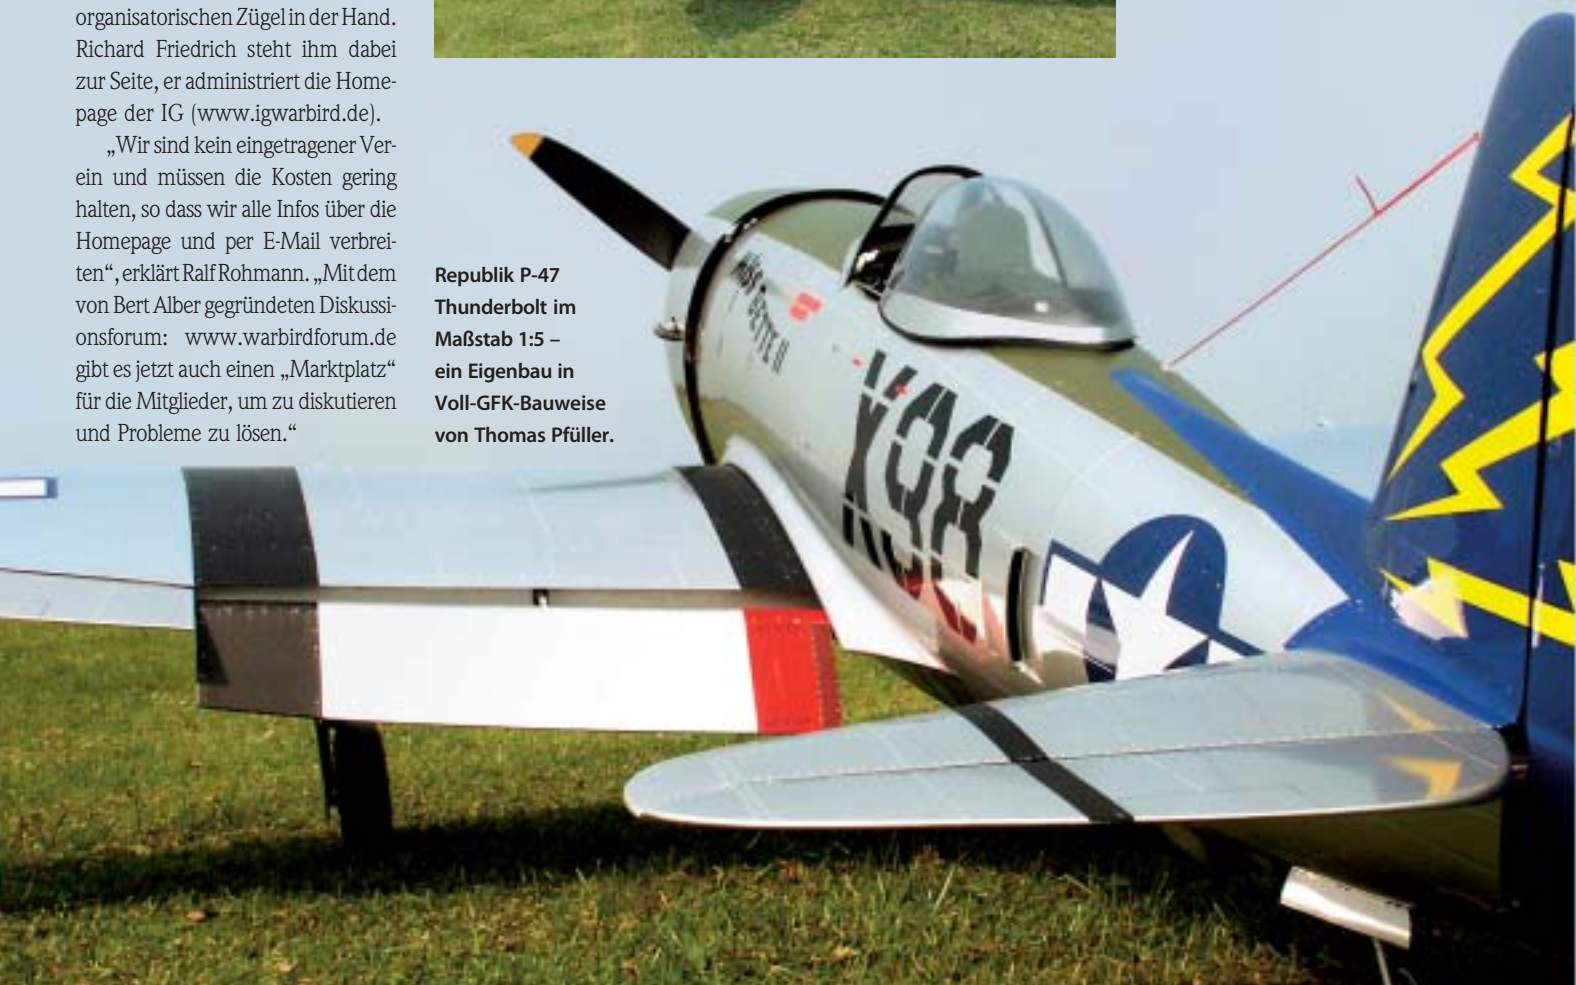 organisatorischen Zügel in der Hand.
Richard Friedrich steht ihm dabei
zur Seite, er administriert die Home-
page der IG (www.igwarbird.de).
„Wir sind kein eingetragener Ver-
ein und müssen die Kosten gering
halten, so dass wir alle Infos über die
Homepage und per E-Mail verbrei-
ten“, erklärt Ralf Rohmann. „Mit dem
von Bert Alber gegründeten Diskussi-
onsforum: www.warbirdforum.de
gibt es jetzt auch einen „Marktplatz“
für die Mitglieder, um zu diskutieren
und Probleme zu lösen.“
Republik P-47
Thunderbolt im
Maßstab 1:5 –
ein Eigenbau in
Voll-GFK-Bauweise
von Thomas Pfüller.
MISS
BETTE II
X98